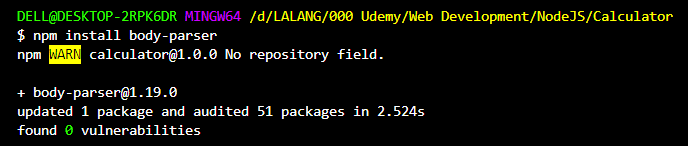 DELL@DESKTOP-2RPK6DR MINGW64 /d/LALANG/000 Udemy/Web Development/NodeJS/Calculator
$ npm install body-parser
npm WARN calculator@1.0.0 No repository field.
+ body-parser@1.19.0
updated 1 package and audited 51 packages in 2.524s
found 0 vulnerabilities